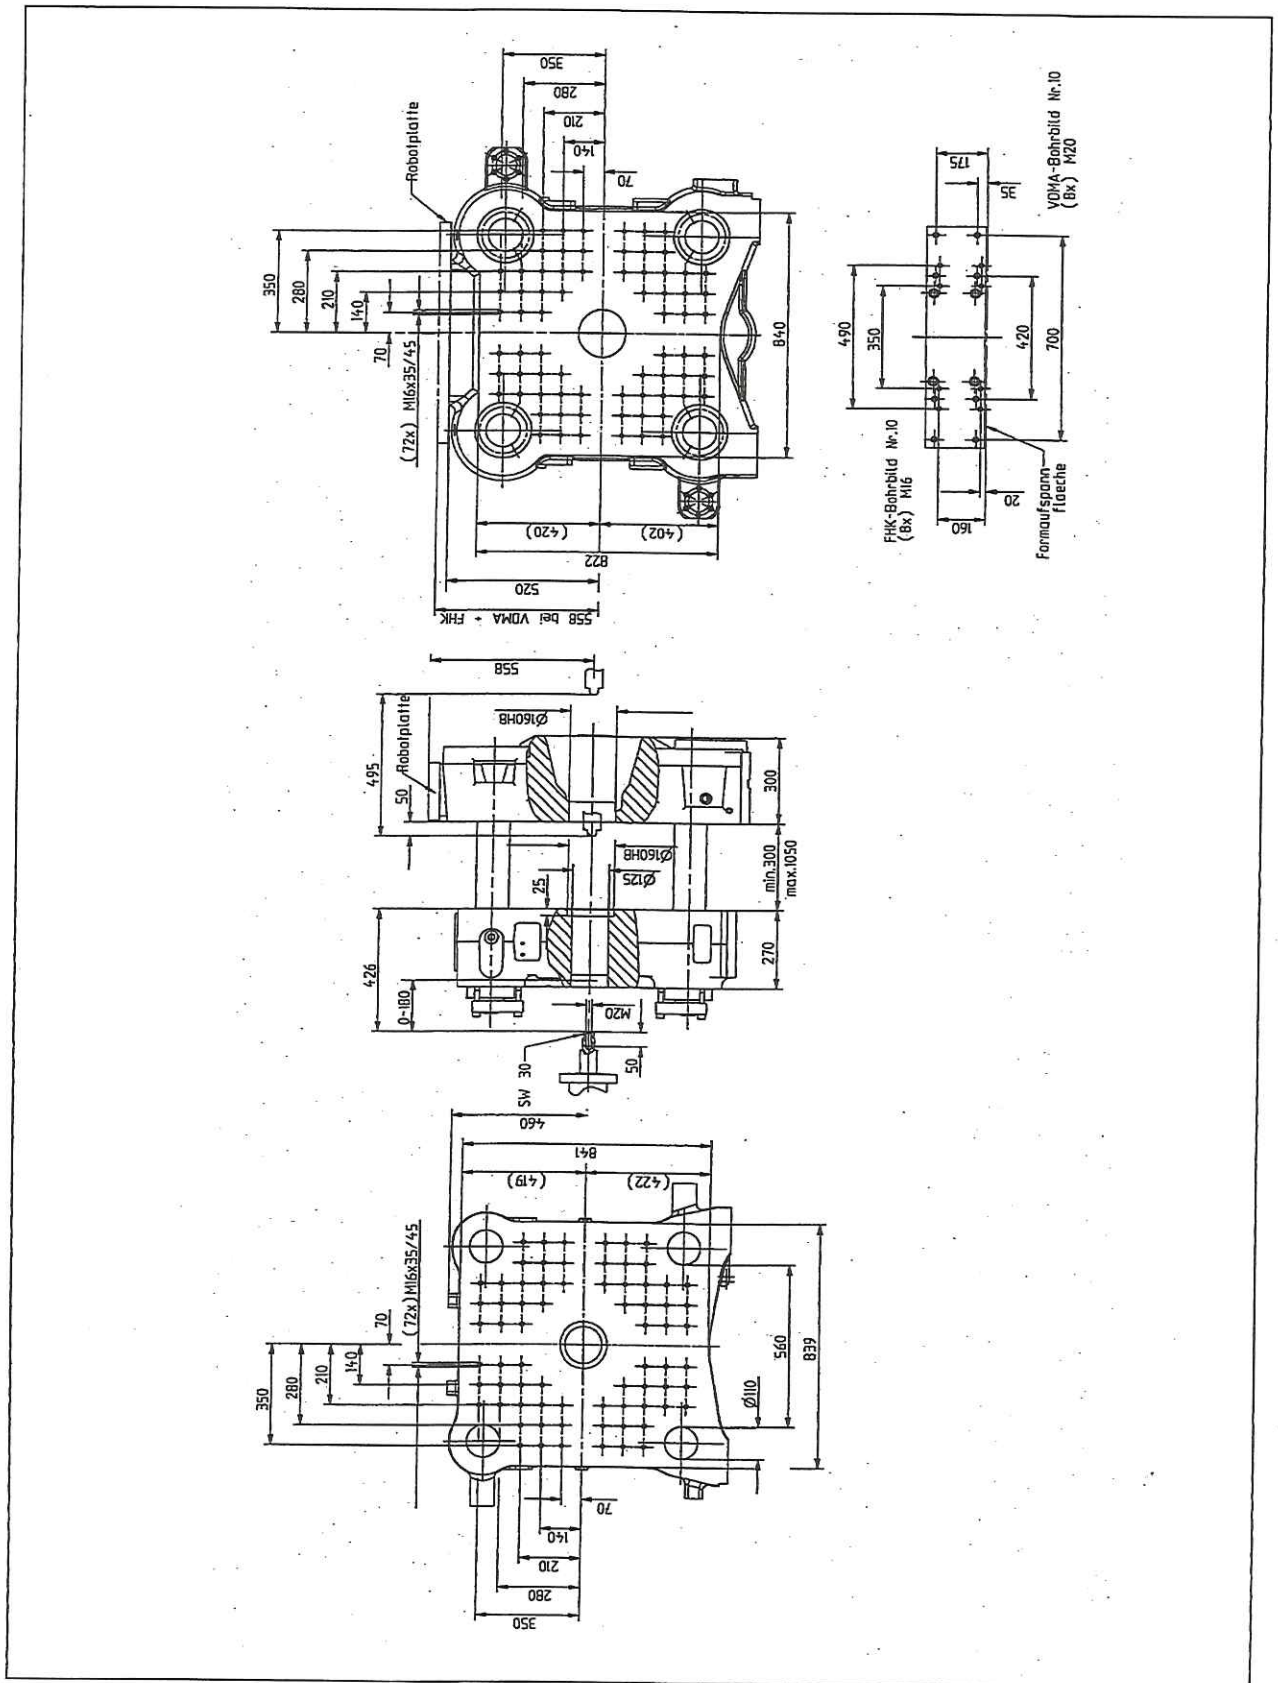 350
280
210
140
70
Robotplatte
350
280
210
140
70
(72x) M16x35/45
840
(420)
(402)
822
520
558 bei VDMA + FHK
175
35
VDMA-Bohrbild Nr.10
(8x) M20
490
350
420
700
FHK-Bohrbild Nr.10
(8x) M16
160
20
Formaufspann-
flaeche
558
495
50
Robotplatte
Ø160H8
300
Ø160H8
Ø125
25
min.300
max.1050
426
0-180
270
M20
SW 30
50
460
841
(419)
(422)
(72x)M16x35/45
70
140
210
280
350
560
839
Ø110
70
140
210
280
350